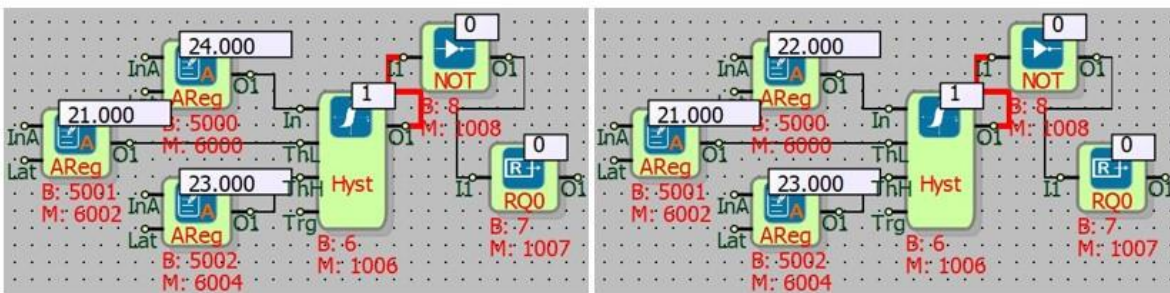 0
24.000
InA
A
O1
I1
NOT
AReg
1
21.000
B: 5000
In
B: 8
InA
A
M: 6000
O1
M: 1008
O1
0
Lat
AReg
23.000
ThL
R
B: 5001
ThH
Hyst
I1
O1
M: 6002
InA
A
RQ0
O1
Trg
B: 7
Lat
AReg
B: 6
M: 1007
B: 5002
M: 1006
M: 6004
0
22.000
InA
A
O1
I1
NOT
AReg
1
21.000
B: 5000
In
B: 8
InA
A
M: 6000
O1
M: 1008
O1
0
Lat
AReg
23.000
ThL
R
B: 5001
ThH
Hyst
I1
O1
M: 6002
InA
A
RQ0
O1
Trg
B: 7
Lat
AReg
B: 6
M: 1007
B: 5002
M: 1006
M: 6004